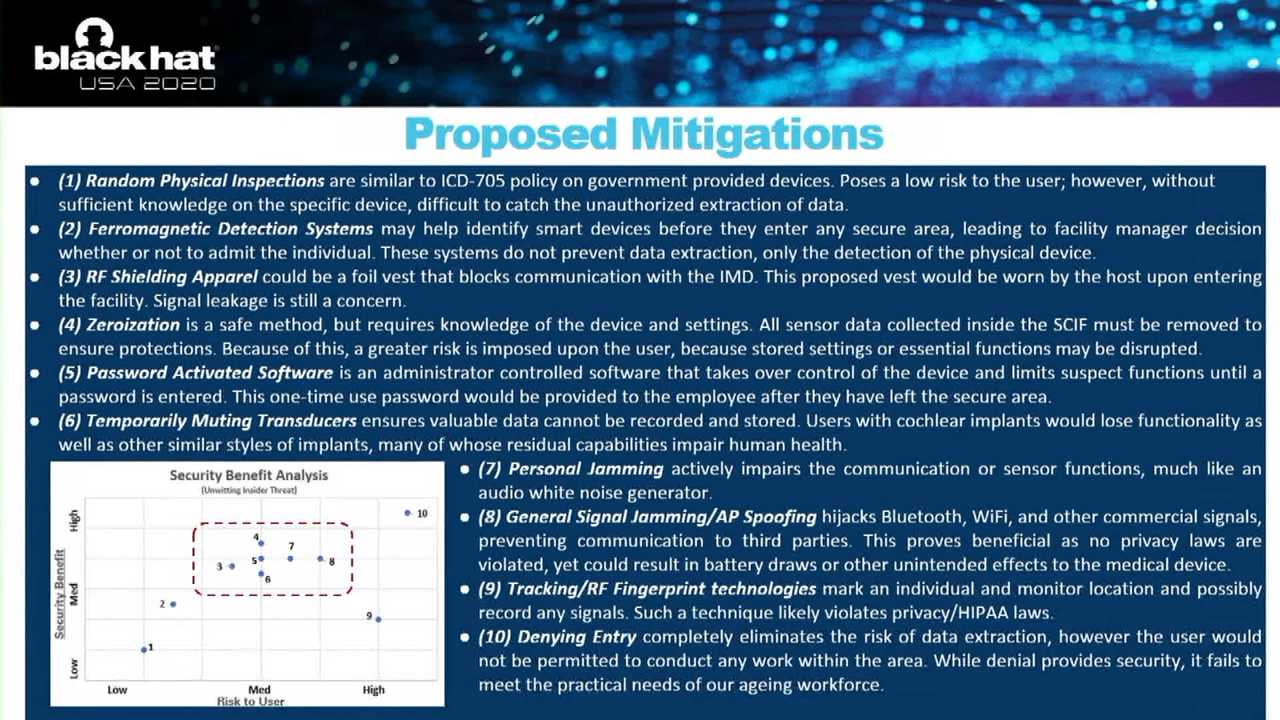 black hat
USA 2020
Proposed Mitigations
• (1) Random Physical Inspections are similar to ICD-705 policy on government provided devices. Poses a low risk to the user; however, without
sufficient knowledge on the specific device, difficult to catch the unauthorized extraction of data.
• (2) Ferromagnetic Detection Systems may help identify smart devices before they enter any secure area, leading to facility manager decision
whether or not to admit the individual. These systems do not prevent data extraction, only the detection of the physical device.
• (3) RF Shielding Apparel could be a foil vest that blocks communication with the IMD. This proposed vest would be worn by the host upon entering
the facility. Signal leakage is still a concern.
• (4) Zeroization is a safe method, but requires knowledge of the device and settings. All sensor data collected inside the SCIF must be removed to
ensure protections. Because of this, a greater risk is imposed upon the user, because stored settings or essential functions may be disrupted.
• (5) Password Activated Software is an administrator controlled software that takes over control of the device and limits suspect functions until a
password is entered. This one-time use password would be provided to the employee after they have left the secure area.
• (6) Temporarily Muting Transducers ensures valuable data cannot be recorded and stored. Users with cochlear implants would lose functionality as
well as other similar styles of implants, many of whose residual capabilities impair human health.
Security Benefit Analysis
(Unwitting Insider Threat)
Security Benefit
High
Med
Low
10
4
7
5
8
3
6
2
9
1
Low
Med
High
Risk to User
• (7) Personal Jamming actively impairs the communication or sensor functions, much like an
audio white noise generator.
• (8) General Signal Jamming/AP Spoofing hijacks Bluetooth, WiFi, and other commercial signals,
preventing communication to third parties. This proves beneficial as no privacy laws are
violated, yet could result in battery draws or other unintended effects to the medical device.
• (9) Tracking/RF Fingerprint technologies mark an individual and monitor location and possibly
record any signals. Such a technique likely violates privacy/HIPAA laws.
• (10) Denying Entry completely eliminates the risk of data extraction, however the user would
not be permitted to conduct any work within the area. While denial provides security, it fails to
meet the practical needs of our ageing workforce.